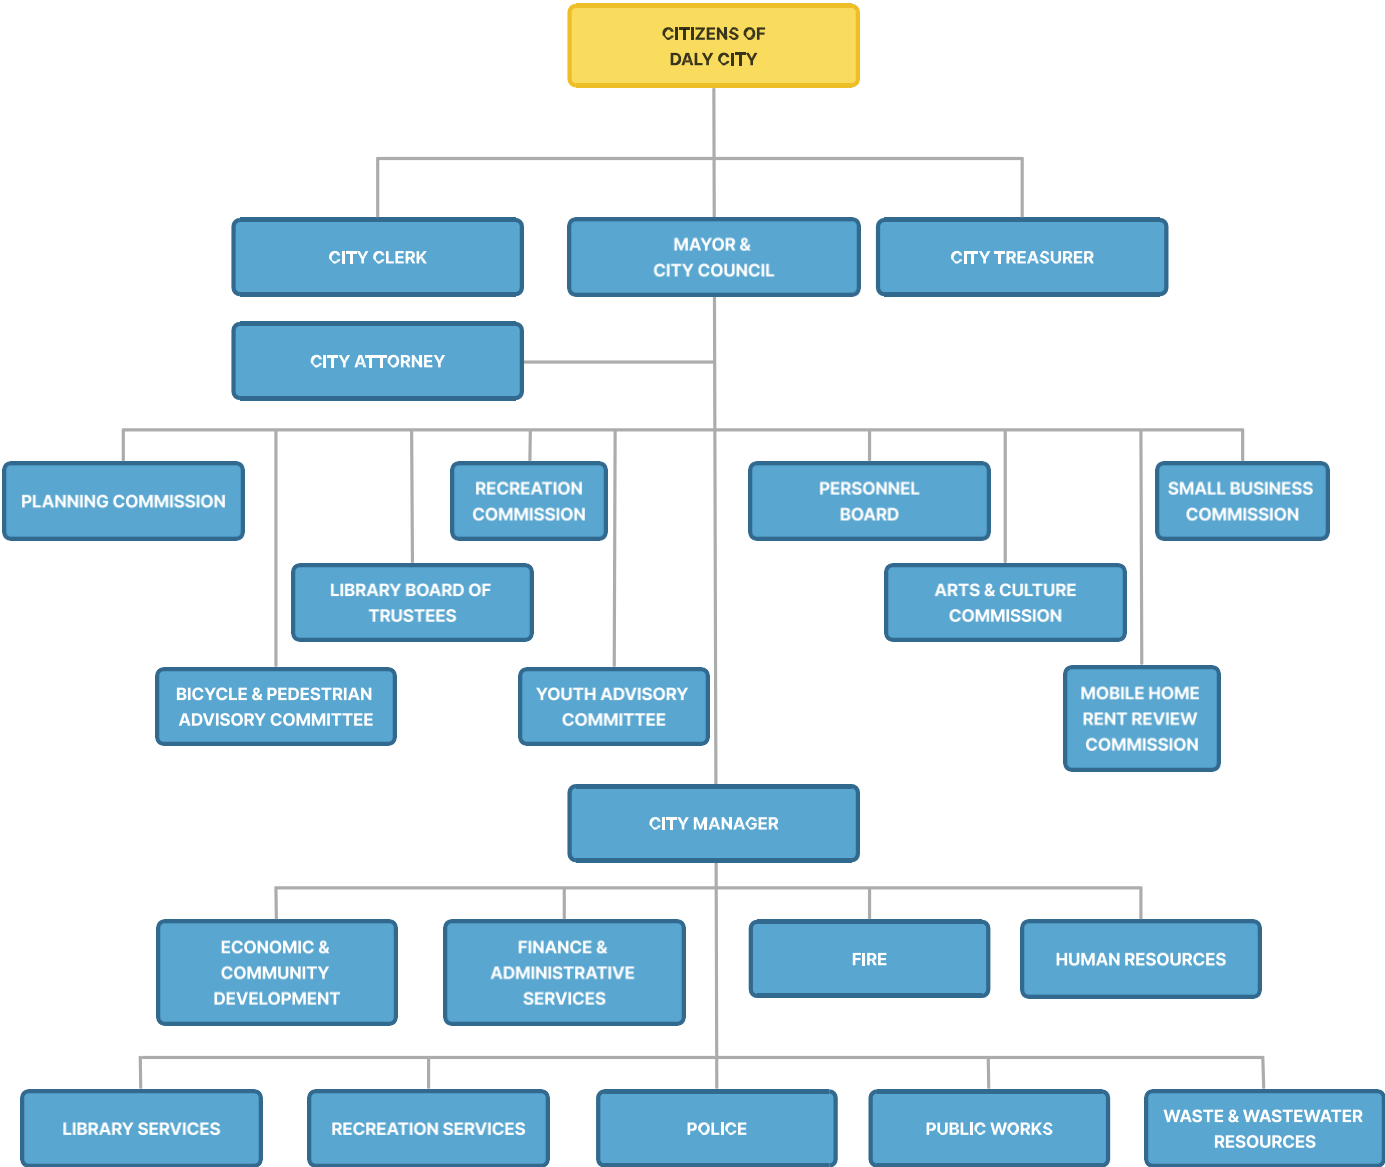 CITIZENS OF
DALY CITY
CITY CLERK
MAYOR &
CITY COUNCIL
CITY TREASURER
CITY ATTORNEY
PLANNING COMMISSION
RECREATION
COMMISSION
PERSONNEL
BOARD
SMALL BUSINESS
COMMISSION
LIBRARY BOARD OF
TRUSTEES
ARTS & CULTURE
COMMISSION
BICYCLE & PEDESTRIAN
ADVISORY COMMITTEE
YOUTH ADVISORY
COMMITTEE
MOBILE HOME
RENT REVIEW
COMMISSION
CITY MANAGER
ECONOMIC &
COMMUNITY
DEVELOPMENT
FINANCE &
ADMINISTRATIVE
SERVICES
FIRE
HUMAN RESOURCES
LIBRARY SERVICES
RECREATION SERVICES
POLICE
PUBLIC WORKS
WASTE & WASTEWATER
RESOURCES